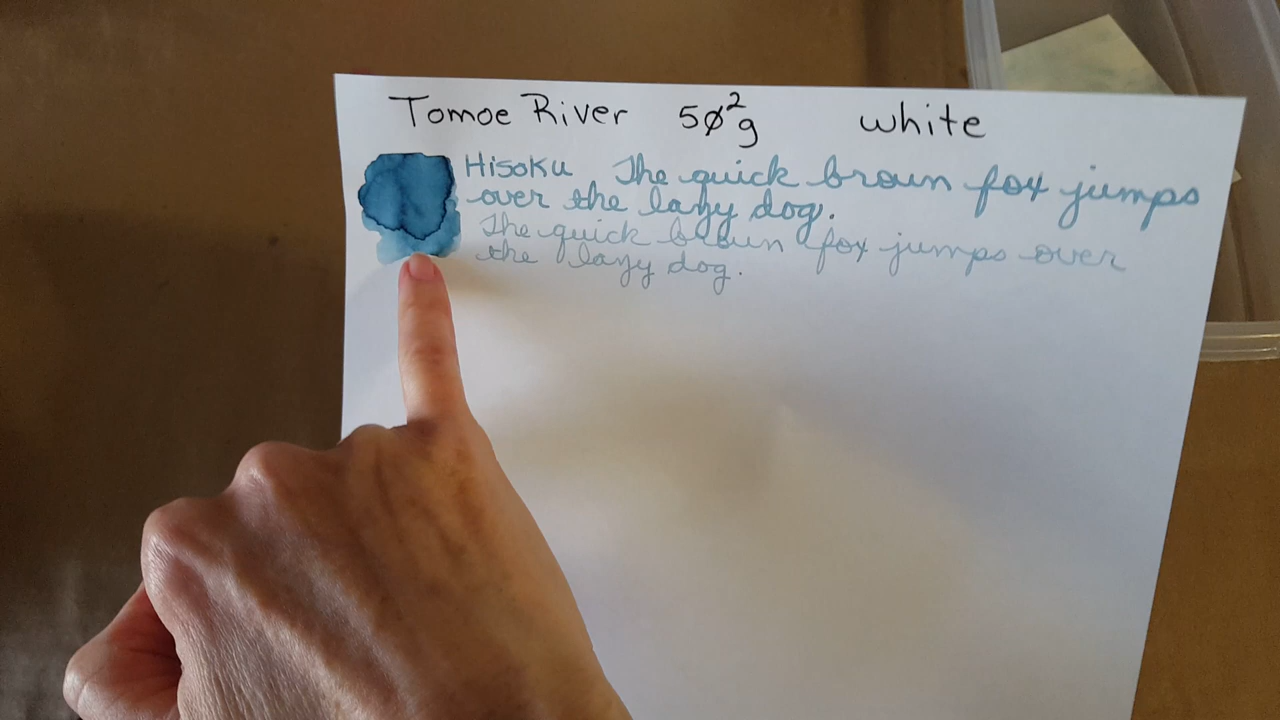 Tomoe River 50²g white
Hisoku The quick brown fox jumps
over the lazy dog.
The quick brown fox jumps over
the lazy dog.